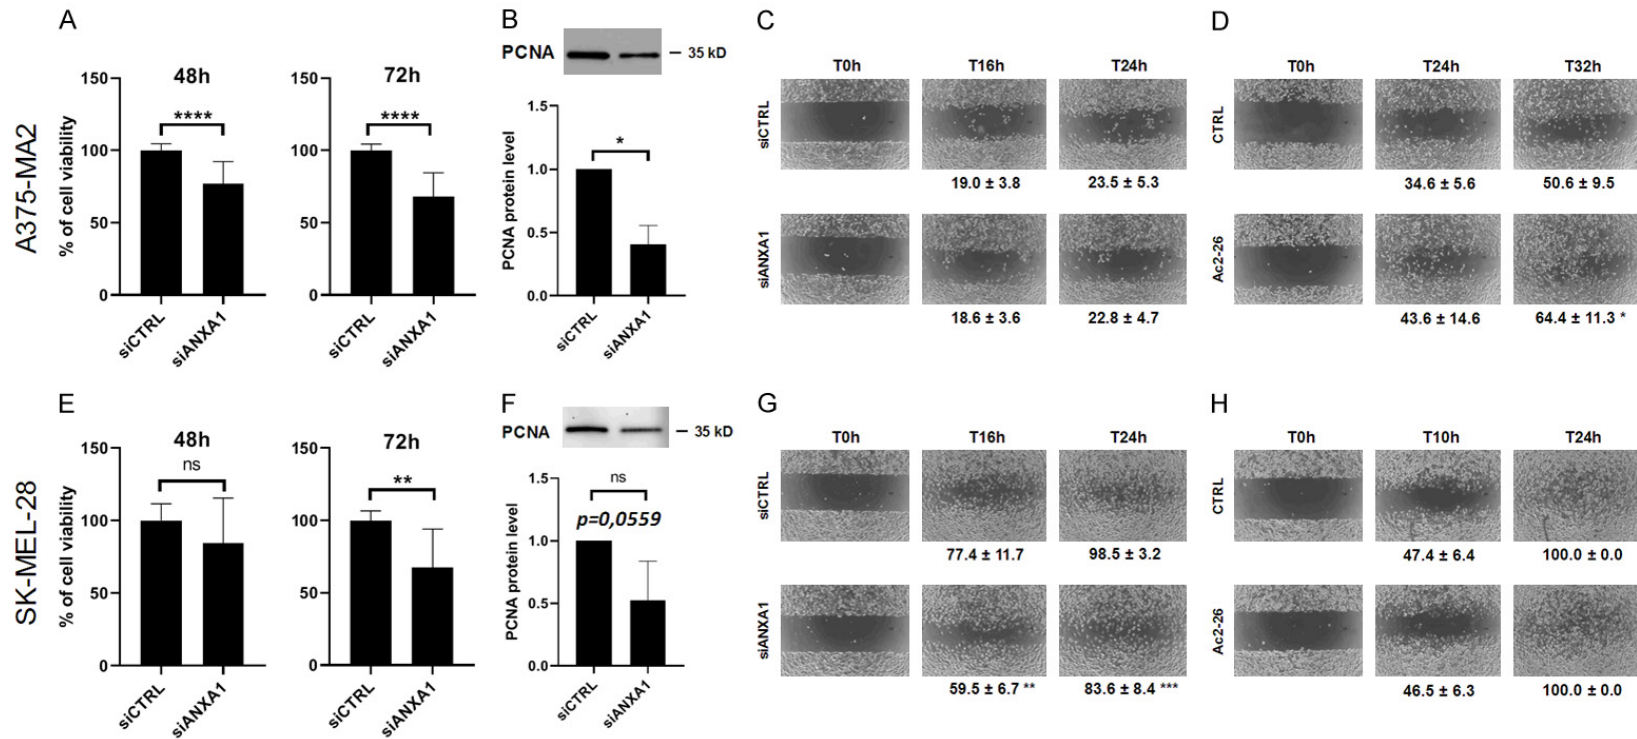 A
48h
72h
A375-MA2
% of cell viability
150
100
50
0
****
siCTRL
siANXA1
150
100
50
0
****
siCTRL
siANXA1
B
PCNA
35 kD
PCNA protein level
1.5
1.0
0.5
0.0
*
siCTRL
siANXA1
C
T0h
T16h
T24h
siCTRL
19.0 ± 3.8
23.5 ± 5.3
siANXA1
18.6 ± 3.6
22.8 ± 4.7
D
T0h
T24h
T32h
CTRL
34.6 ± 5.6
50.6 ± 9.5
Ac2-26
43.6 ± 14.6
64.4 ± 11.3 *
E
48h
72h
SK-MEL-28
% of cell viability
150
100
50
0
ns
siCTRL
siANXA1
150
100
50
0
**
siCTRL
siANXA1
F
PCNA
35 kD
PCNA protein level
1.5
1.0
0.5
0.0
ns
p=0,0559
siCTRL
siANXA1
G
T0h
T16h
T24h
siCTRL
77.4 ± 11.7
98.5 ± 3.2
siANXA1
59.5 ± 6.7 **
83.6 ± 8.4 ***
H
T0h
T10h
T24h
CTRL
47.4 ± 6.4
100.0 ± 0.0
Ac2-26
46.5 ± 6.3
100.0 ± 0.0